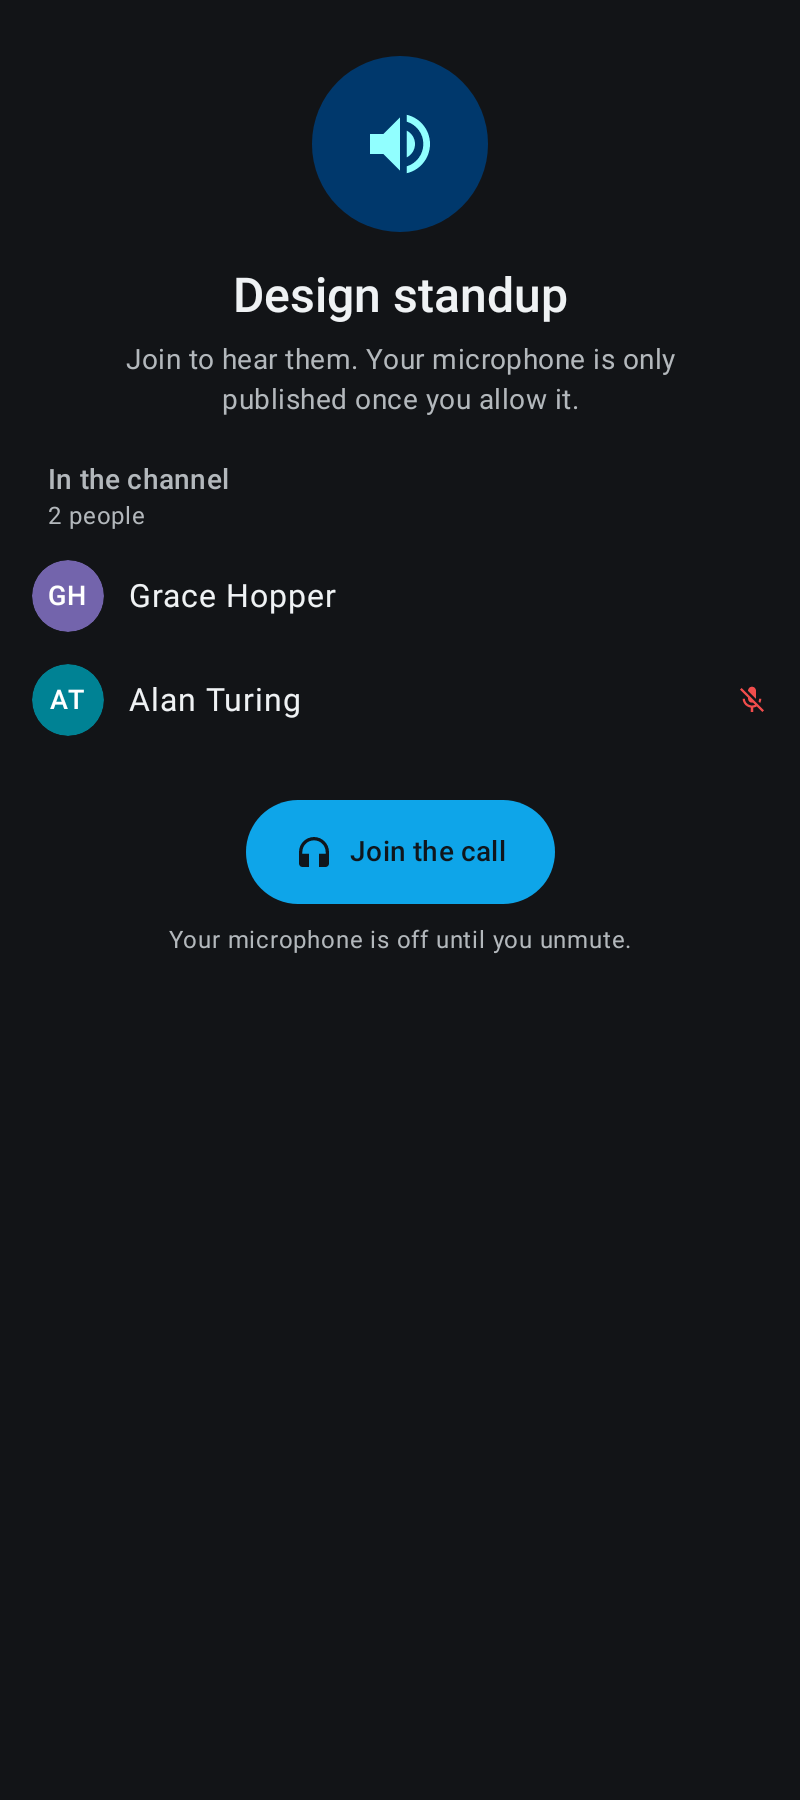 Design standup
Join to hear them. Your microphone is only
published once you allow it.
In the channel
2 people
GH
Grace Hopper
AT
Alan Turing
Join the call
Your microphone is off until you unmute.